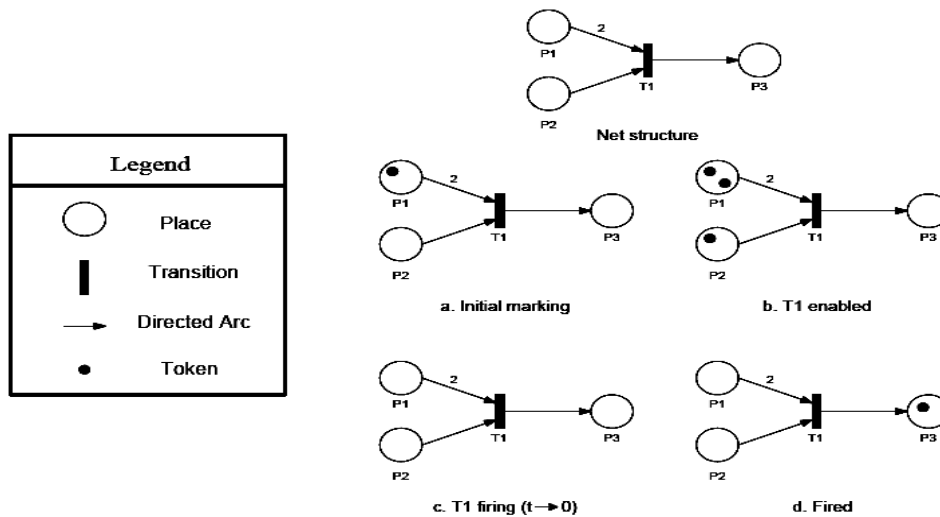 2
P1
T1
P3
P2
Net structure
Legend
Place
Transition
Directed Arc
Token
2
P1
T1
P3
P2
a. Initial marking
2
P1
T1
P3
P2
b. T1 enabled
2
P1
T1
P3
P2
c. T1 firing (t→0)
2
P1
T1
P3
P2
d. Fired